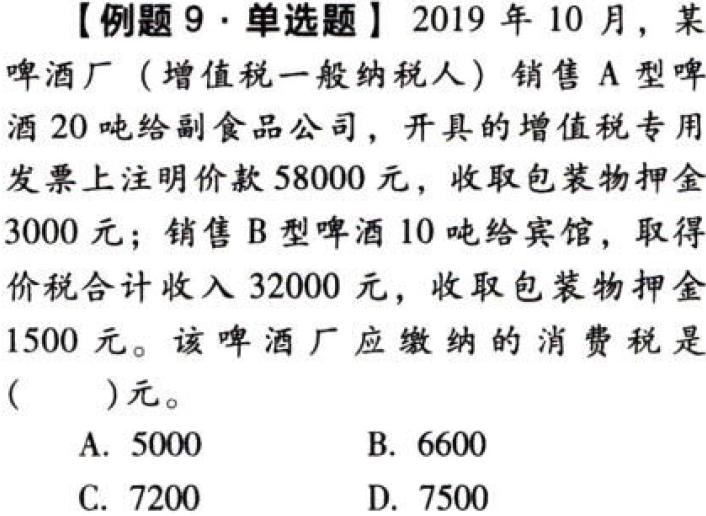 【例题 9·单选题】 2019 年 10 月，某
啤酒厂（增值税一般纳税人）销售 A 型啤
酒 20 吨给副食品公司，开具的增值税专用
发票上注明价款 58000 元，收取包装物押金
3000 元；销售 B 型啤酒 10 吨给宾馆，取得
价税合计收入 32000 元，收取包装物押金
1500 元。该啤酒厂应缴纳的消费税是
(　　)元。
A. 5000　　B. 6600
C. 7200　　D. 7500